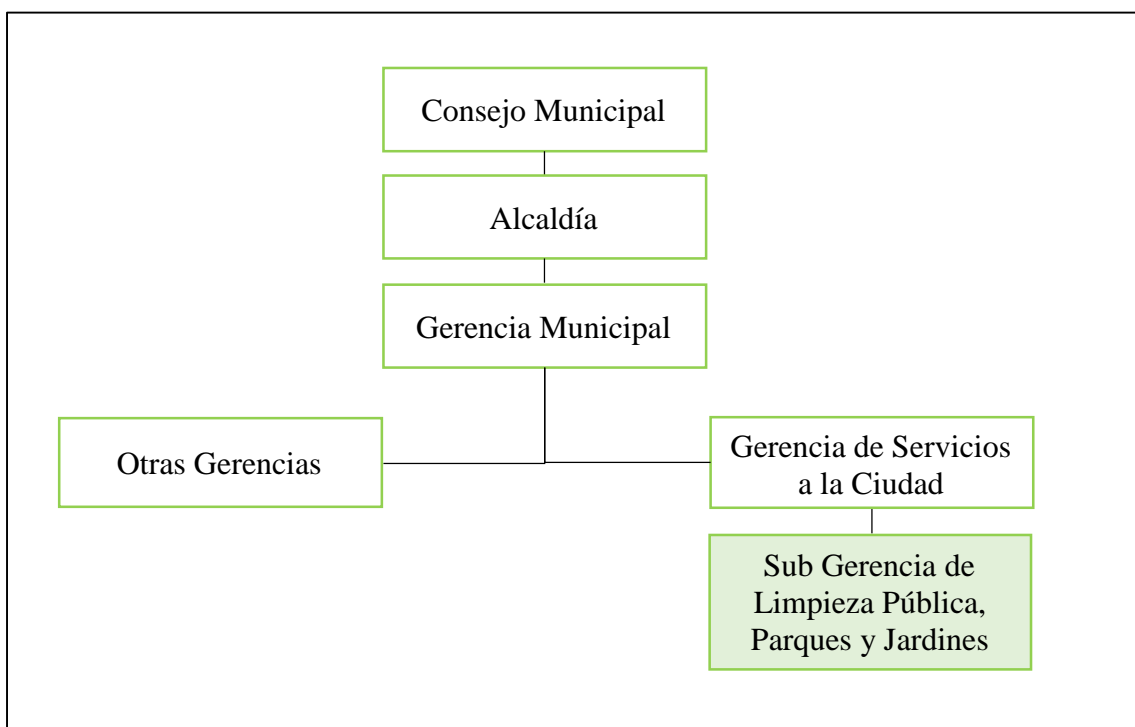 Consejo Municipal
Alcaldía
Gerencia Municipal
Otras Gerencias
Gerencia de Servicios
a la Ciudad
Sub Gerencia de
Limpieza Pública,
Parques y Jardines